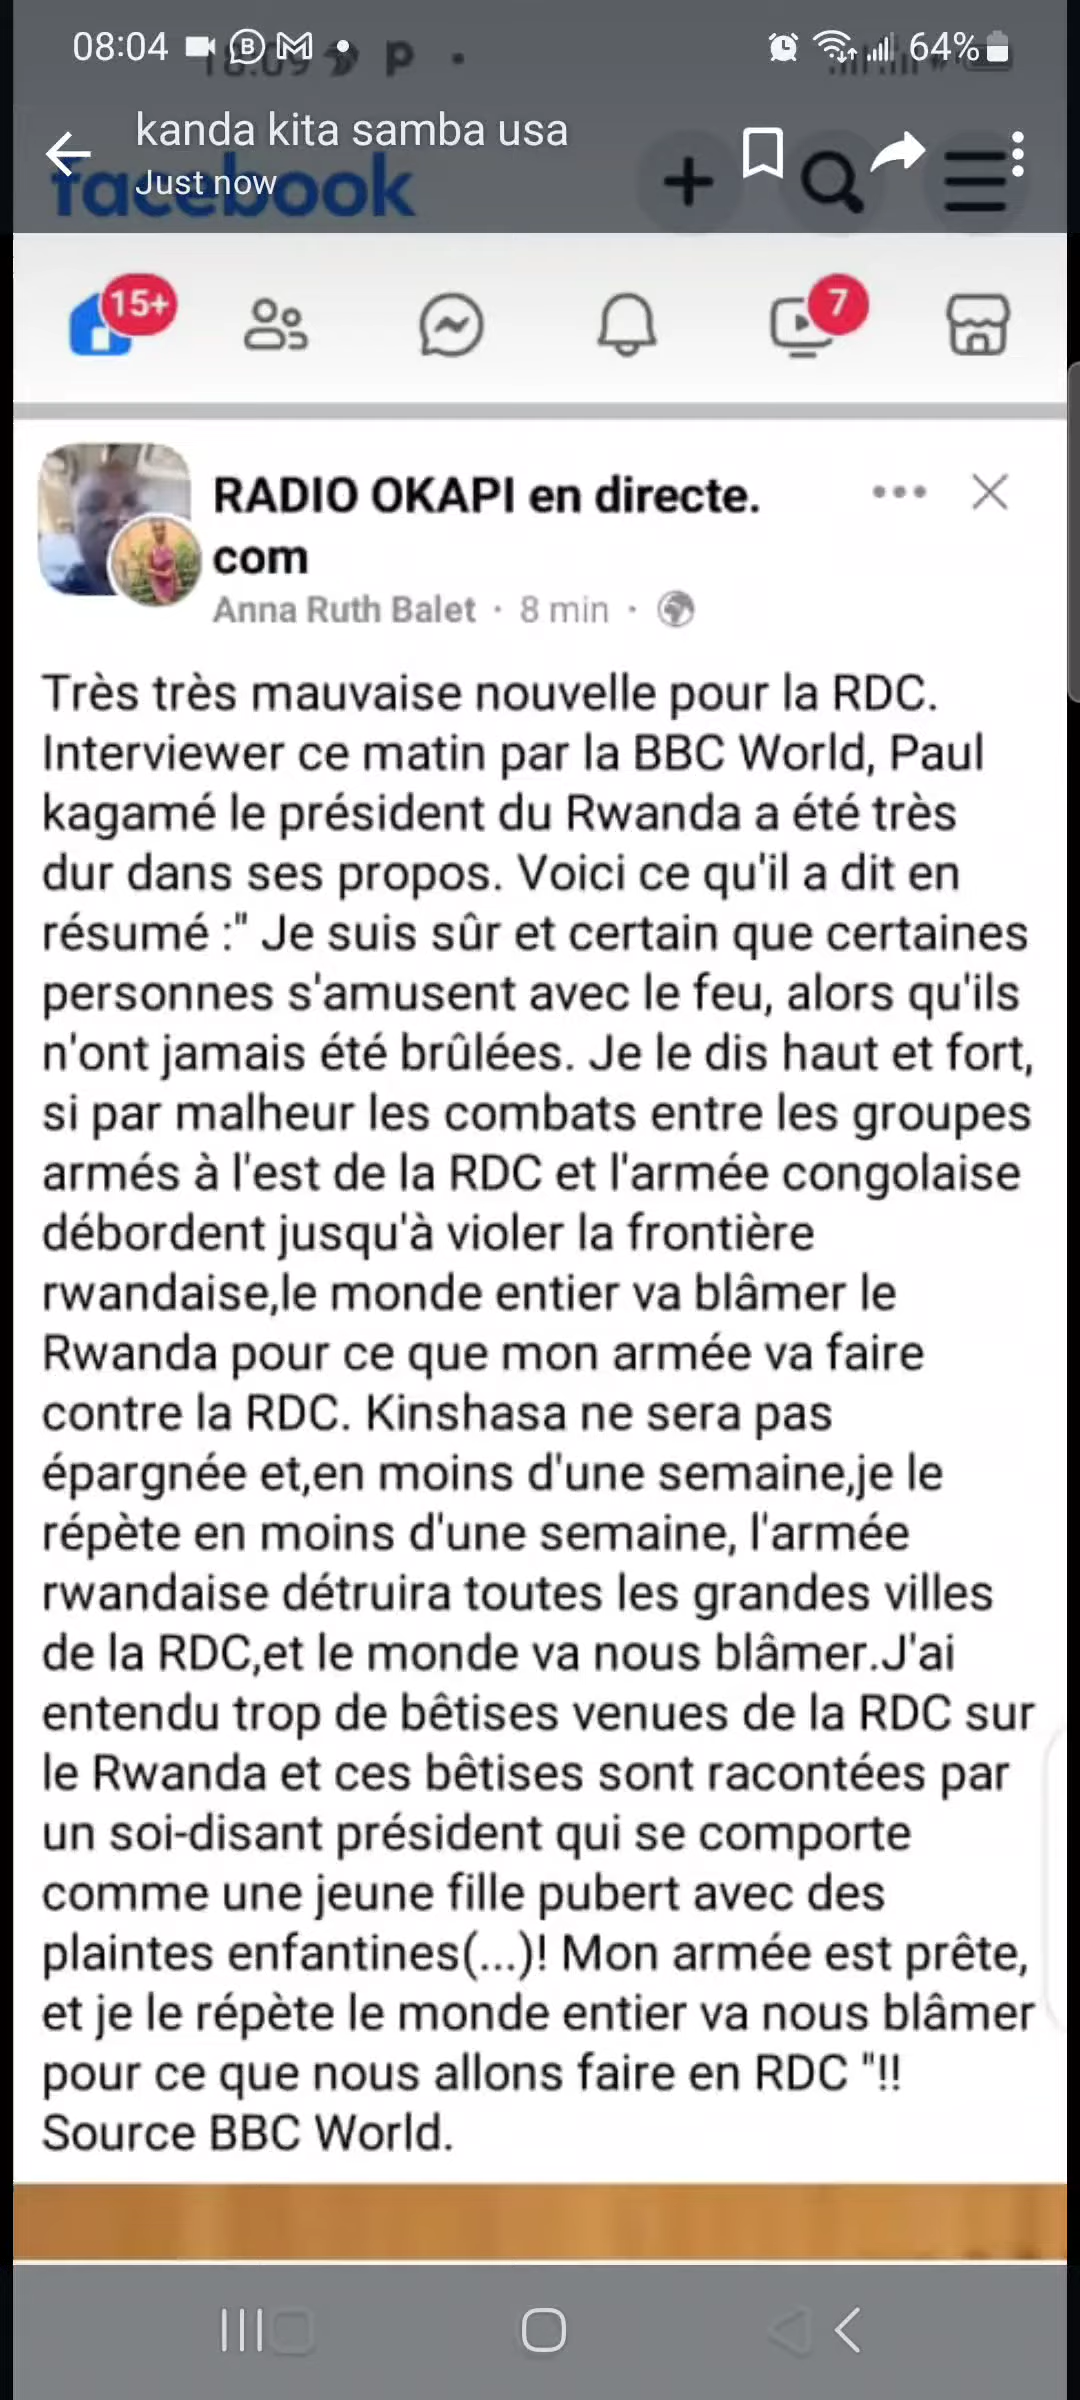 08:04 B M 64%
18:09 p
kanda kita samba usa
Just now
facebook
15+ 7
RADIO OKAPI en directe.
com
Anna Ruth Balet · 8 min ·
Très très mauvaise nouvelle pour la RDC.
Interviewer ce matin par la BBC World, Paul
kagamé le président du Rwanda a été très
dur dans ses propos. Voici ce qu'il a dit en
résumé :" Je suis sûr et certain que certaines
personnes s'amusent avec le feu, alors qu'ils
n'ont jamais été brûlées. Je le dis haut et fort,
si par malheur les combats entre les groupes
armés à l'est de la RDC et l'armée congolaise
débordent jusqu'à violer la frontière
rwandaise,le monde entier va blâmer le
Rwanda pour ce que mon armée va faire
contre la RDC. Kinshasa ne sera pas
épargnée et,en moins d'une semaine,je le
répète en moins d'une semaine, l'armée
rwandaise détruira toutes les grandes villes
de la RDC,et le monde va nous blâmer.J'ai
entendu trop de bêtises venues de la RDC sur
le Rwanda et ces bêtises sont racontées par
un soi-disant président qui se comporte
comme une jeune fille pubert avec des
plaintes enfantines(...)! Mon armée est prête,
et je le répète le monde entier va nous blâmer
pour ce que nous allons faire en RDC "!!
Source BBC World.